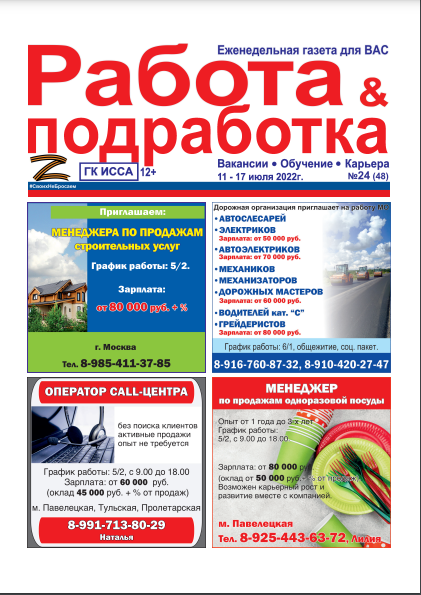 Еженедельная газета для ВАС
Работа &
подработка
Z
ГК ИССА 12+
#СвоихНеБросаем
Вакансии • Обучение • Карьера
11 - 17 июля 2022г. №24 (48)
Приглашаем:
МЕНЕДЖЕРА ПО ПРОДАЖАМ
строительных услуг
График работы: 5/2.
Зарплата:
от 80 000 руб. + %
г. Москва
Тел. 8-985-411-37-85
Дорожная организация приглашает на работу МО
• АВТОСЛЕСАРЕЙ
• ЭЛЕКТРИКОВ
Зарплата: от 50 000 руб.
• АВТОЭЛЕКТРИКОВ
Зарплата: от 70 000 руб.
• МЕХАНИКОВ
• МЕХАНИЗАТОРОВ
• ДОРОЖНЫХ МАСТЕРОВ
Зарплата: от 60 000 руб.
• ВОДИТЕЛЕЙ кат. "С"
• ГРЕЙДЕРИСТОВ
Зарплата: от 80 000 руб.
График работы: 6/1, общежитие, соц. пакет.
8-916-760-87-32, 8-910-420-27-47
ОПЕРАТОР CALL-ЦЕНТРА
без поиска клиентов
активные продажи
опыт не требуется
График работы: 5/2, с 9.00 до 18.00
Зарплата: от 60 000 руб.
(оклад 45 000 руб. + % от продаж)
м. Павелецкая, Тульская, Пролетарская
8-991-713-80-29
Наталья
МЕНЕДЖЕР
по продажам одноразовой посуды
Опыт от 1 года до 3-х лет
График работы:
5/2, с 9.00 до 18.00
Зарплата: от 80 000 руб.
(оклад от 50 000 руб. + % от продаж).
Возможен карьерный рост и
развитие вместе с компанией.
м. Павелецкая
Тел. 8-925-443-63-72, Лилия